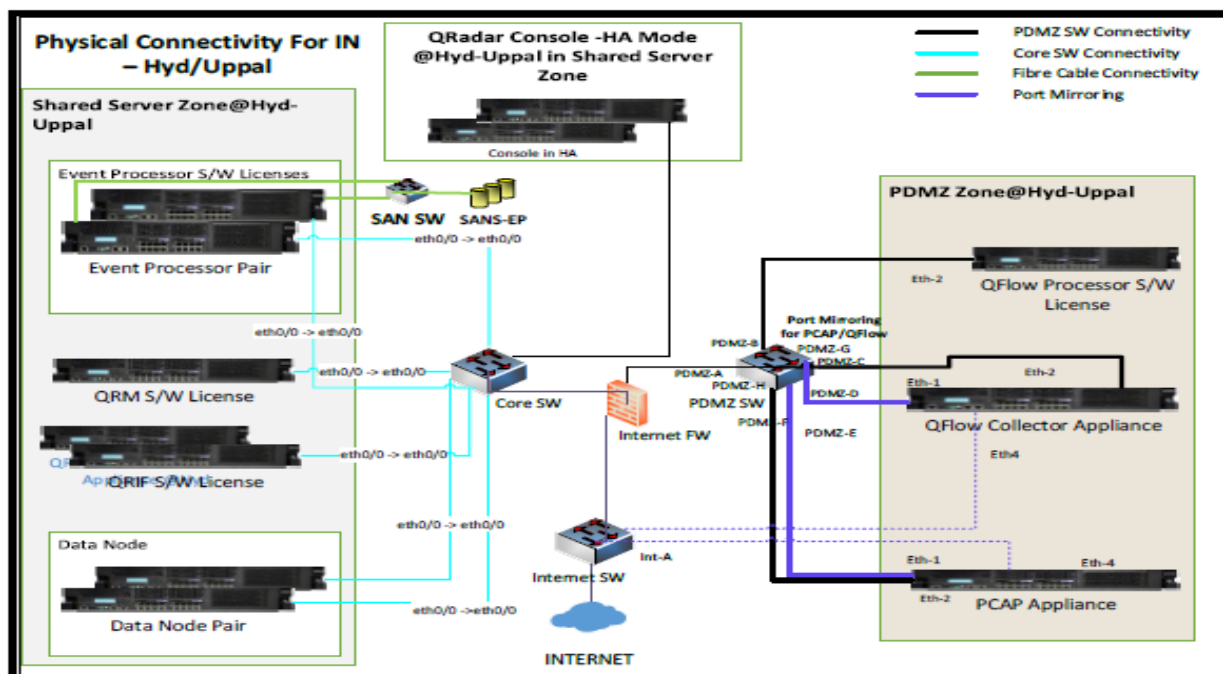 Physical Connectivity For IN
– Hyd/Uppal
QRadar Console -HA Mode
@Hyd-Uppal in Shared Server
Zone
Console in HA
PDMZ SW Connectivity
Core SW Connectivity
Fibre Cable Connectivity
Port Mirroring
Shared Server Zone@Hyd-
Uppal
Event Processor S/W Licenses
Event Processor Pair
SAN SW
SANS-EP
eth0/0 -> eth0/0
eth0/0 -> eth0/0
QRM S/W License
eth0/0 -> eth0/0
QRIF S/W License
eth0/0 -> eth0/0
eth0/0 -> eth0/0
Data Node
Data Node Pair
eth0/0 ->eth0/0
Core SW
Internet FW
Internet SW
Int-A
INTERNET
Port Mirroring
for PCAP/QFlow
PDMZ-B
PDMZ-G
PDMZ-C
PDMZ-A
PDMZ-H
PDMZ SW
PDMZ-D
PDMZ-F
PDMZ-E
PDMZ Zone@Hyd-Uppal
Eth-2
QFlow Processor S/W
License
Eth-2
Eth-1
QFlow Collector Appliance
Eth4
Eth-1
Eth-4
Eth-2
PCAP Appliance